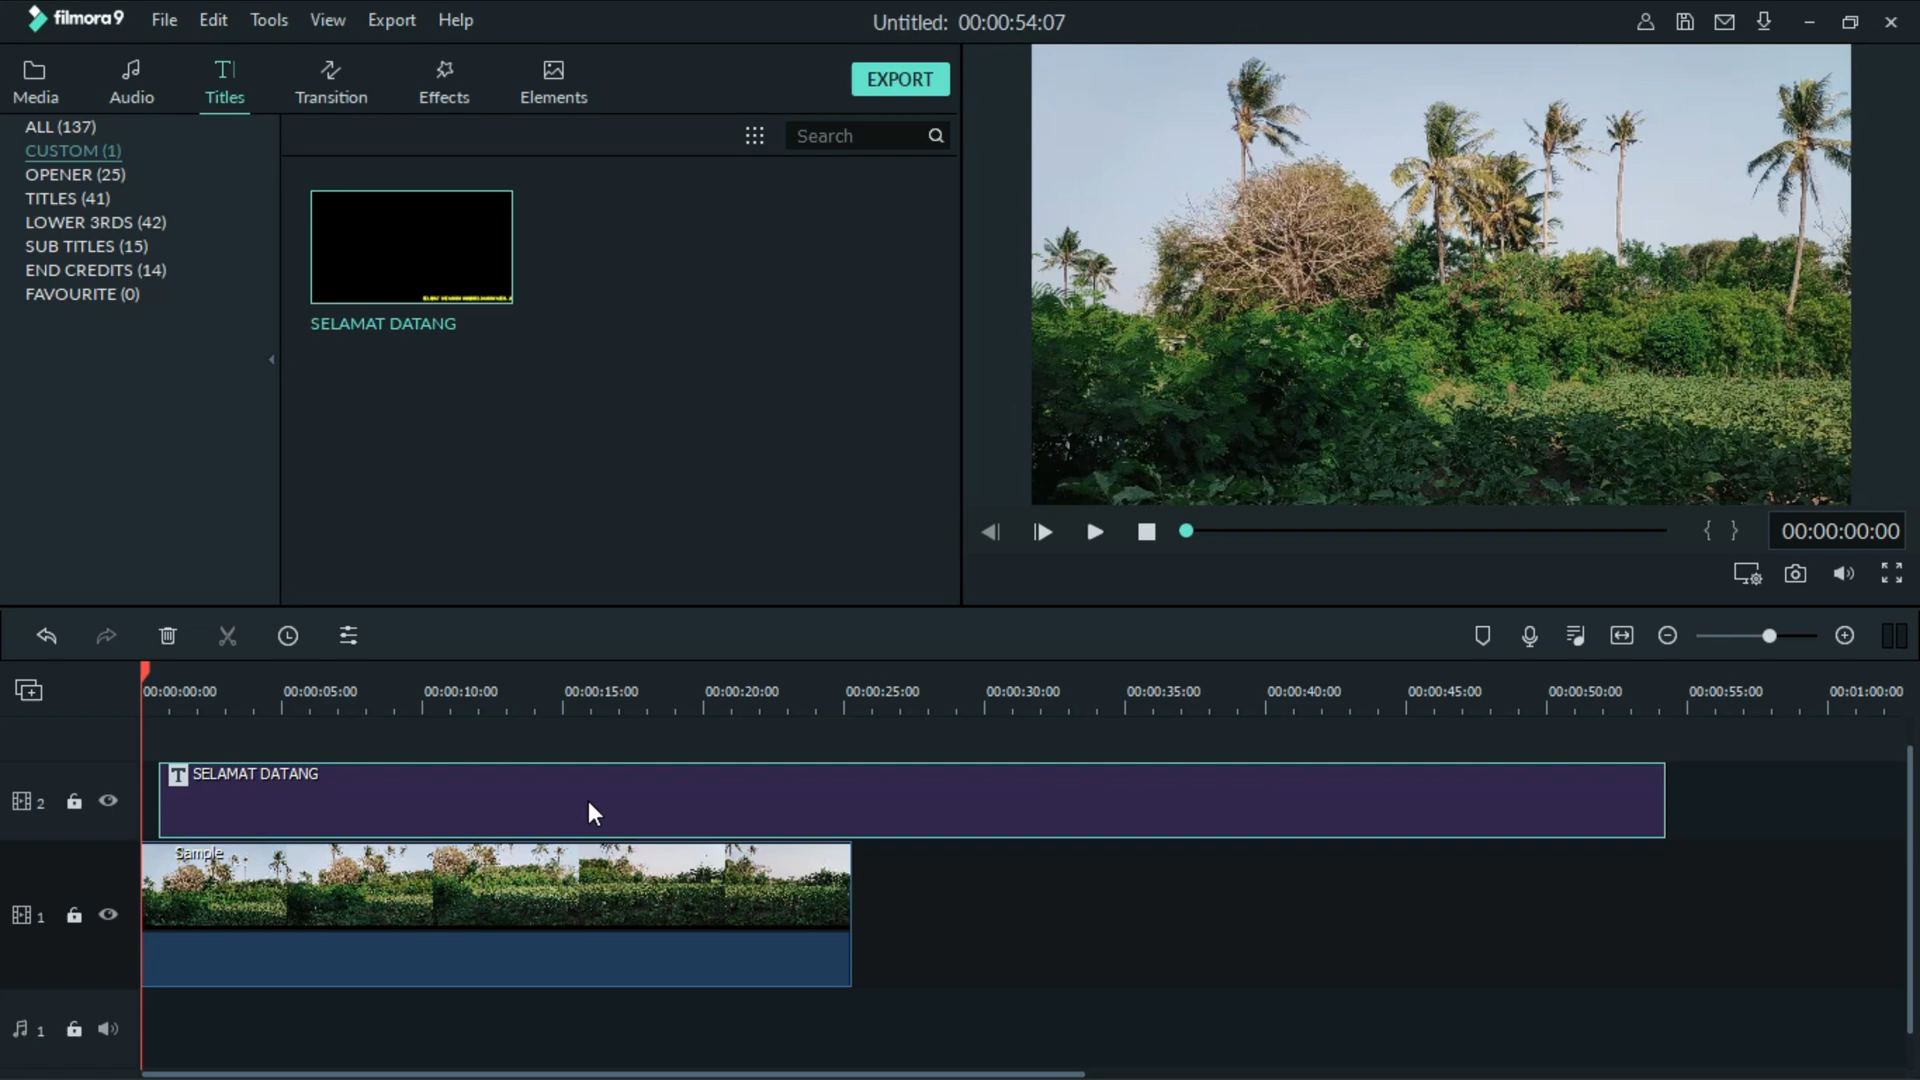 filmora9 File Edit Tools View Export Help Untitled: 00:00:54:07
Media Audio Titles Transition Effects Elements EXPORT
ALL (137)
CUSTOM (1)
OPENER (25)
TITLES (41)
LOWER 3RDS (42)
SUB TITLES (15)
END CREDITS (14)
FAVOURITE (0)
Search
SELAMAT DATANG
{ } 00:00:00:00
00:00:00:00 00:00:05:00 00:00:10:00 00:00:15:00 00:00:20:00 00:00:25:00 00:00:30:00 00:00:35:00 00:00:40:00 00:00:45:00 00:00:50:00 00:00:55:00 00:01:00:00
2 T SELAMAT DATANG
Sample
1
1